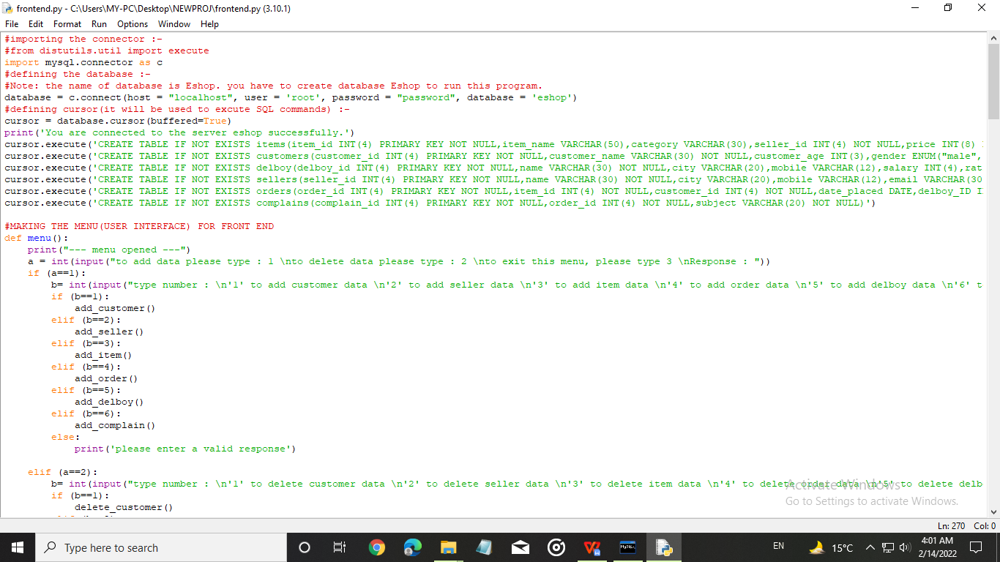 frontend.py - C:\Users\MY-PC\Desktop\NEWPROJ\frontend.py (3.10.1)
File Edit Format Run Options Window Help
#importing the connector :-
#from distutils.util import execute
import mysql.connector as c
#defining the database :-
#Note: the name of database is Eshop. you have to create database Eshop to run this program.
database = c.connect(host = "localhost", user = 'root', password = "password", database = 'eshop')
#defining cursor(it will be used to excute SQL commands) :-
cursor = database.cursor(buffered=True)
print('You are connected to the server eshop successfully.')
cursor.execute('CREATE TABLE IF NOT EXISTS items(item_id INT(4) PRIMARY KEY NOT NULL,item_name VARCHAR(50),category VARCHAR(30),seller_id INT(4) NOT NULL,price INT(8)
cursor.execute('CREATE TABLE IF NOT EXISTS customers(customer_id INT(4) PRIMARY KEY NOT NULL,customer_name VARCHAR(30) NOT NULL,customer_age INT(3),gender ENUM("male",
cursor.execute('CREATE TABLE IF NOT EXISTS delboy(delboy_id INT(4) PRIMARY KEY NOT NULL,name VARCHAR(30) NOT NULL,city VARCHAR(20),mobile VARCHAR(12),salary INT(4),rat
cursor.execute('CREATE TABLE IF NOT EXISTS sellers(seller_id INT(4) PRIMARY KEY NOT NULL,name VARCHAR(30) NOT NULL,city VARCHAR(20),mobile VARCHAR(12),email VARCHAR(30
cursor.execute('CREATE TABLE IF NOT EXISTS orders(order_id INT(4) PRIMARY KEY NOT NULL,item_id INT(4) NOT NULL,customer_id INT(4) NOT NULL,date_placed DATE,delboy_ID I
cursor.execute('CREATE TABLE IF NOT EXISTS complains(complain_id INT(4) PRIMARY KEY NOT NULL,order_id INT(4) NOT NULL,subject VARCHAR(20) NOT NULL)')
#MAKING THE MENU(USER INTERFACE) FOR FRONT END
def menu():
    print("--- menu opened ---")
    a = int(input("to add data please type : 1 \nto delete data please type : 2 \nto exit this menu, please type 3 \nResponse : "))
    if (a==1):
        b= int(input("type number : \n'1' to add customer data \n'2' to add seller data \n'3' to add item data \n'4' to add order data \n'5' to add delboy data \n'6' t
        if (b==1):
            add_customer()
        elif (b==2):
            add_seller()
        elif (b==3):
            add_item()
        elif (b==4):
            add_order()
        elif (b==5):
            add_delboy()
        elif (b==6):
            add_complain()
        else:
            print('please enter a valid response')
    elif (a==2):
        b= int(input("type number : \n'1' to delete customer data \n'2' to delete seller data \n'3' to delete item data \n'4' to delete order data \n'5' to delete delb
        if (b==1):
            delete_customer()
Activate Windows
Go to Settings to activate Windows.
Ln: 270 Col: 0
Type here to search
MySQL
EN
15°C
4:01 AM
2/14/2022